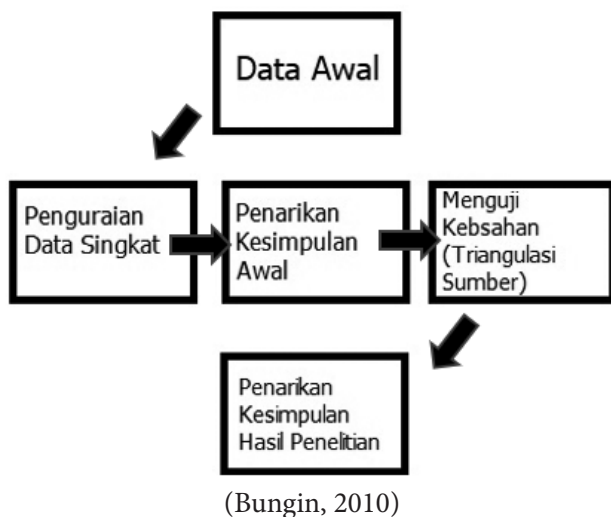 Data Awal
Penguraian
Data Singkat
Penarikan
Kesimpulan
Awal
Menguji
Kebsahan
(Triangulasi
Sumber)
Penarikan
Kesimpulan
Hasil Penelitian
(Bungin, 2010)